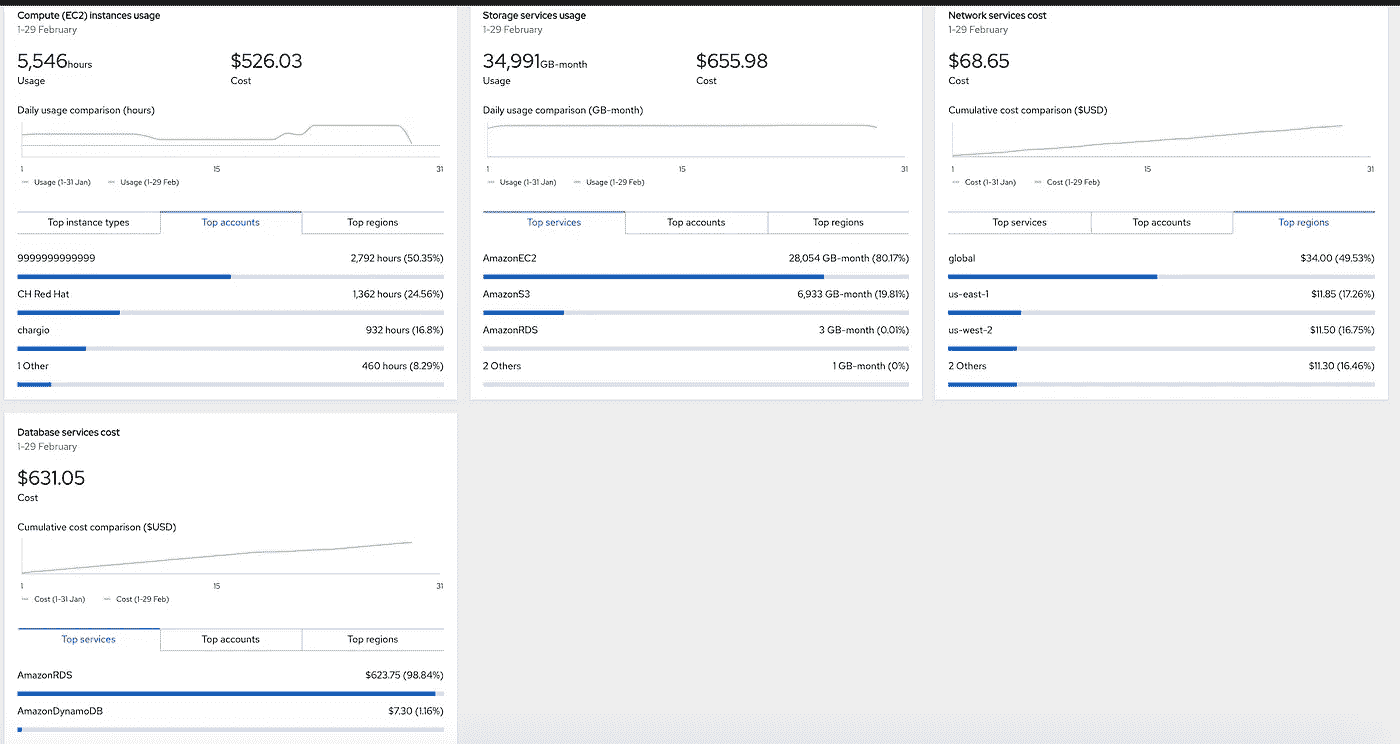 Compute (EC2) instances usage
1-29 February
5,546hours $526.03
Usage Cost
Daily usage comparison (hours)
1 15 31
Usage (1-31 Jan) Usage (1-29 Feb)
Top instance types Top accounts Top regions
9999999999999 2,792 hours (50.35%)
CH Red Hat 1,362 hours (24.56%)
chargio 932 hours (16.8%)
1 Other 460 hours (8.29%)
Storage services usage
1-29 February
34,991GB-month $655.98
Usage Cost
Daily usage comparison (GB-month)
1 15 31
Usage (1-31 Jan) Usage (1-29 Feb)
Top services Top accounts Top regions
AmazonEC2 28,054 GB-month (80.17%)
AmazonS3 6,933 GB-month (19.81%)
AmazonRDS 3 GB-month (0.01%)
2 Others 1 GB-month (0%)
Network services cost
1-29 February
$68.65
Cost
Cumulative cost comparison ($USD)
1 15 31
Cost (1-31 Jan) Cost (1-29 Feb)
Top services Top accounts Top regions
global $34.00 (49.53%)
us-east-1 $11.85 (17.26%)
us-west-2 $11.50 (16.75%)
2 Others $11.30 (16.46%)
Database services cost
1-29 February
$631.05
Cost
Cumulative cost comparison ($USD)
1 15 31
Cost (1-31 Jan) Cost (1-29 Feb)
Top services Top accounts Top regions
AmazonRDS $623.75 (98.84%)
AmazonDynamoDB $7.30 (1.16%)